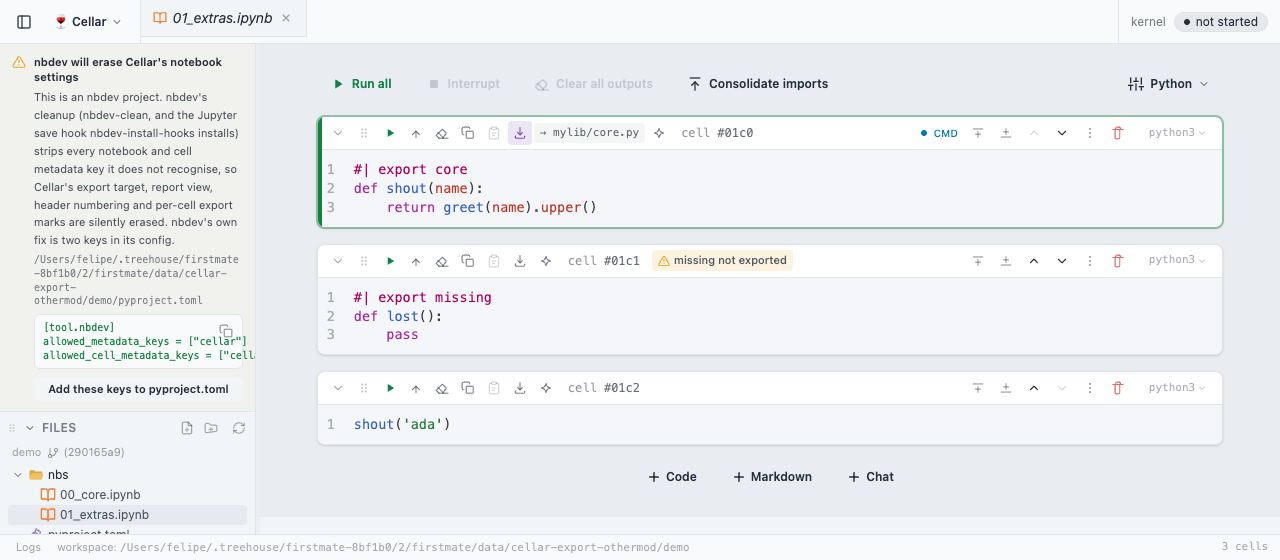 Cellar
01_extras.ipynb
kernel
not started
nbdev will erase Cellar's notebook
settings
This is an nbdev project. nbdev's
cleanup (nbdev-clean, and the Jupyter
save hook nbdev-install-hooks installs)
strips every notebook and cell
metadata key it does not recognise, so
Cellar's export target, report view,
header numbering and per-cell export
marks are silently erased. nbdev's own
fix is two keys in its config.
/Users/felipe/.treehouse/firstmate
-8bf1b0/2/firstmate/data/cellar-
export-
othermod/demo/pyproject.toml
[tool.nbdev]
allowed_metadata_keys = ["cellar"]
allowed_cell_metadata_keys = ["cell
Add these keys to pyproject.toml
FILES
demo (290165a9)
nbs
00_core.ipynb
01_extras.ipynb
pyproject.toml
Run all
Interrupt
Clear all outputs
Consolidate imports
Python
→ mylib/core.py
cell #01c0
CMD
python3
1 #| export core
2 def shout(name):
3     return greet(name).upper()
cell #01c1
missing not exported
python3
1 #| export missing
2 def lost():
3     pass
cell #01c2
python3
1 shout('ada')
+ Code
+ Markdown
+ Chat
Logs
workspace: /Users/felipe/.treehouse/firstmate-8bf1b0/2/firstmate/data/cellar-export-othermod/demo
3 cells